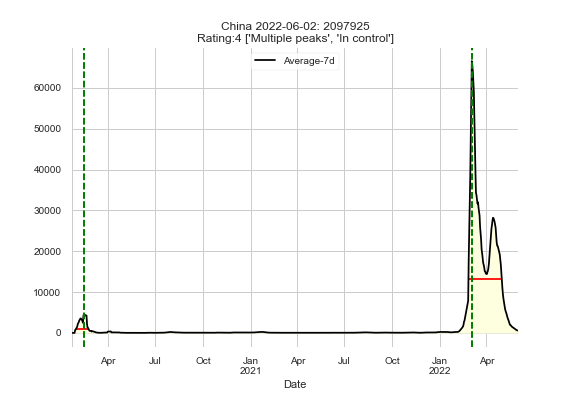 China 2022-06-02: 2097925
Rating:4 ['Multiple peaks', 'In control']
Average-7d
60000
50000
40000
30000
20000
10000
0
Apr Jul Oct Jan Apr Jul Oct Jan Apr
2021 2022
Date